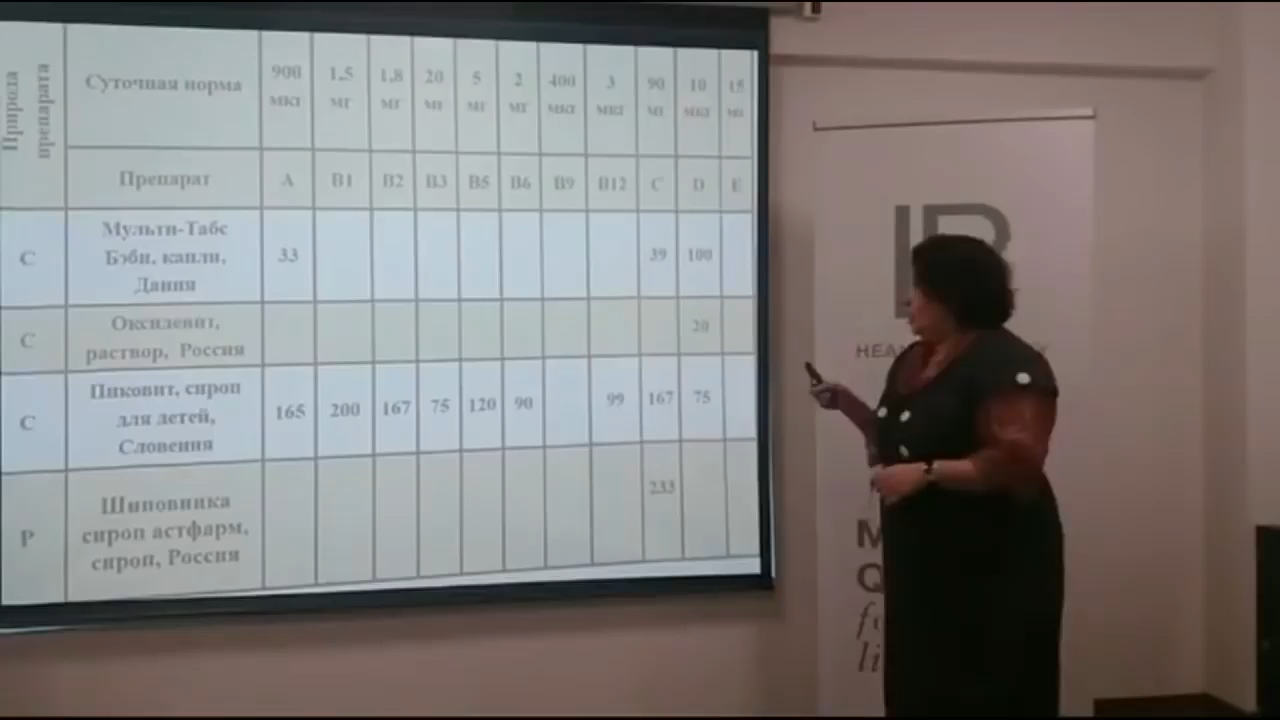 Природа препарата
Суточная норма 900 мкг 1,5 мг 1,8 мг 20 мг 5 мг 2 мг 400 мкг 3 мкг 90 мг 10 мкг 15 мг
Препарат A B1 B2 B3 B5 B6 B9 B12 C D E
С Мульти-Табс Бэби, капли, Дания 33 39 100
С Оксидевит, раствор, Россия 20
С Пиковит, сироп для детей, Словения 165 200 167 75 120 90 99 167 75
Р Шиповника сироп астфарм, сироп, Россия 233
HEA
M
Q
f
li